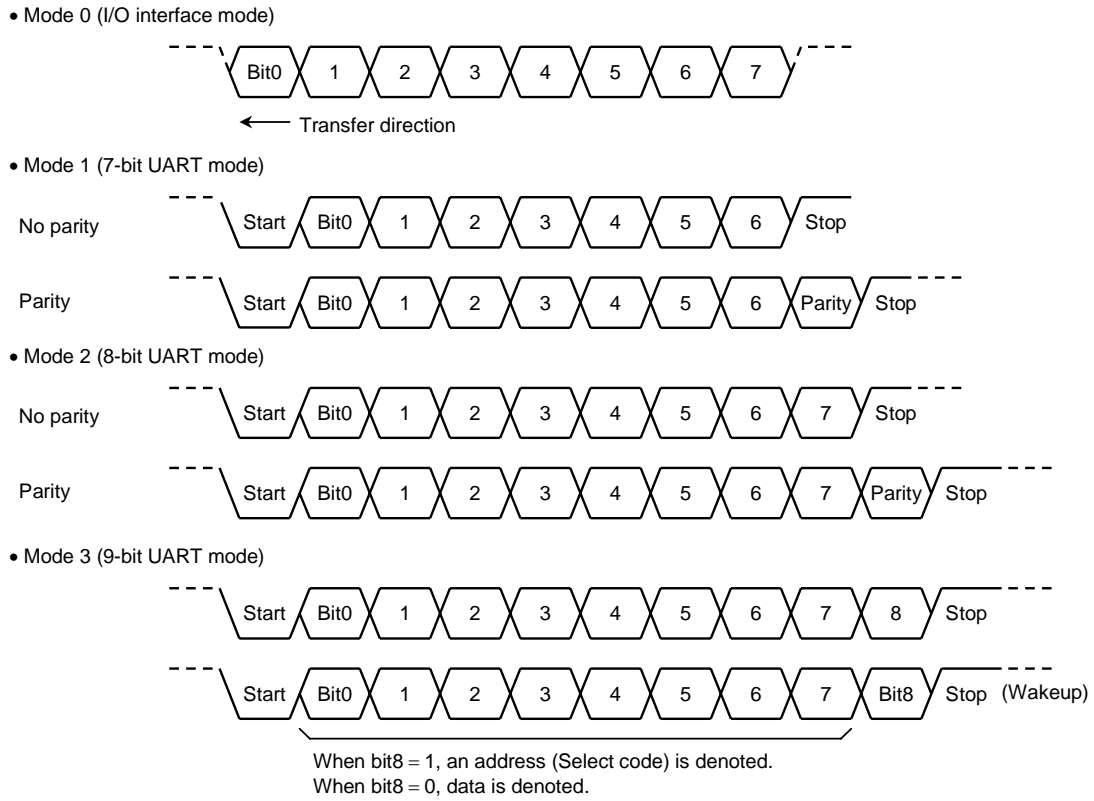 • Mode 0 (I/O interface mode)
Bit0 1 2 3 4 5 6 7
Transfer direction
• Mode 1 (7-bit UART mode)
No parity Start Bit0 1 2 3 4 5 6 Stop
Parity Start Bit0 1 2 3 4 5 6 Parity Stop
• Mode 2 (8-bit UART mode)
No parity Start Bit0 1 2 3 4 5 6 7 Stop
Parity Start Bit0 1 2 3 4 5 6 7 Parity Stop
• Mode 3 (9-bit UART mode)
Start Bit0 1 2 3 4 5 6 7 8 Stop
Start Bit0 1 2 3 4 5 6 7 Bit8 Stop (Wakeup)
When bit8 = 1, an address (Select code) is denoted.
When bit8 = 0, data is denoted.